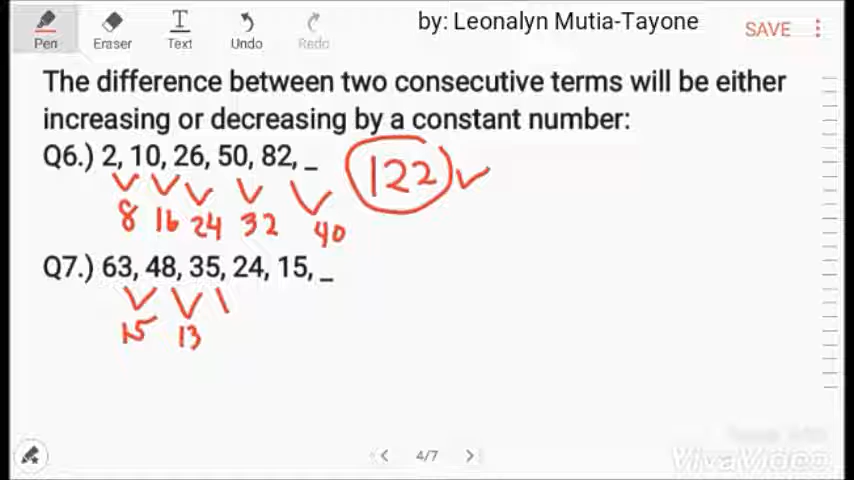 by: Leonalyn Mutia-Tayone
SAVE
Pen Eraser Text Undo Redo
The difference between two consecutive terms will be either
increasing or decreasing by a constant number:
Q6.) 2, 10, 26, 50, 82, _ 122
8 16 24 32 40
Q7.) 63, 48, 35, 24, 15, _
15 13
4/7
VivaVideo